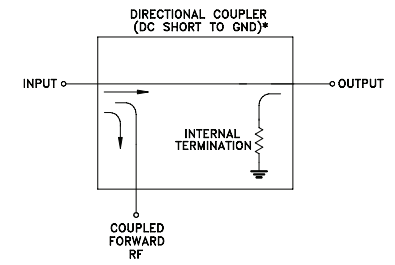 DIRECTIONAL COUPLER
(DC SHORT TO GND)*
INPUT
OUTPUT
INTERNAL
TERMINATION
COUPLED
FORWARD
RF